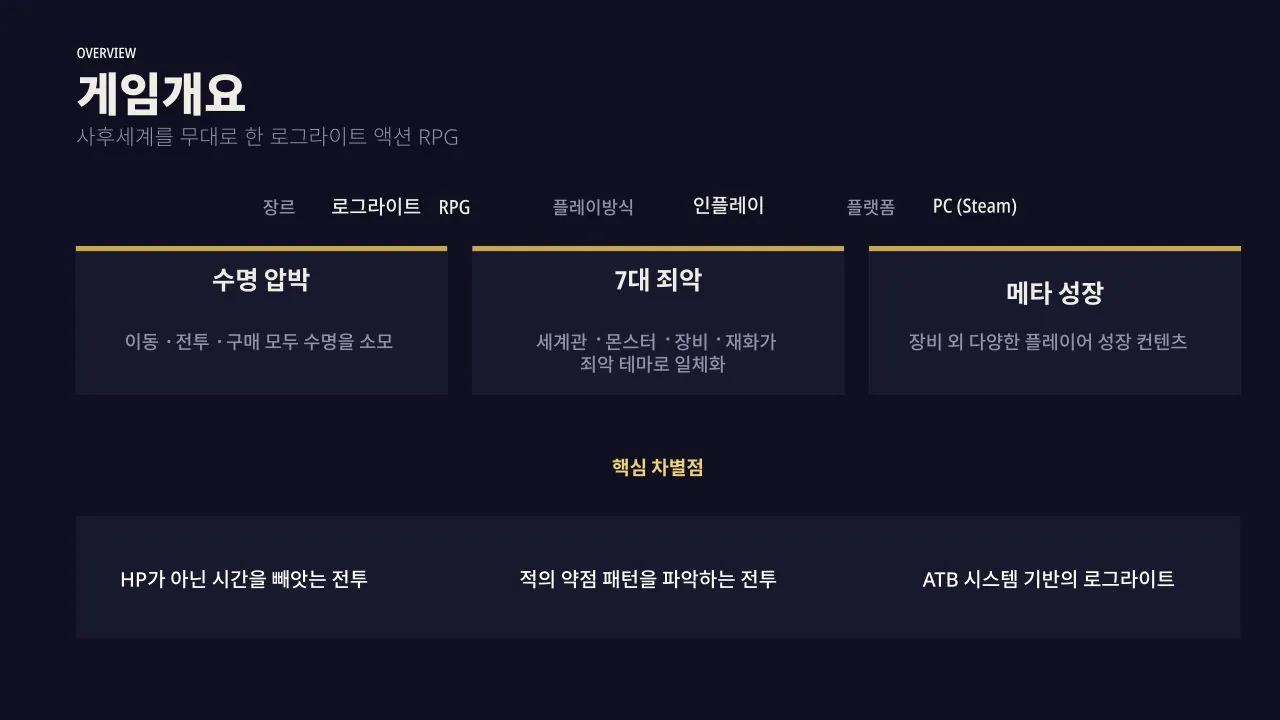 OVERVIEW
게임개요
사후세계를 무대로 한 로그라이트 액션 RPG
장르 로그라이트 RPG 플레이방식 인플레이 플랫폼 PC (Steam)
수명 압박
이동 · 전투 · 구매 모두 수명을 소모
7대 죄악
세계관 · 몬스터 · 장비 · 재화가
죄악 테마로 일체화
메타 성장
장비 외 다양한 플레이어 성장 컨텐츠
핵심 차별점
HP가 아닌 시간을 빼앗는 전투
적의 약점 패턴을 파악하는 전투
ATB 시스템 기반의 로그라이트